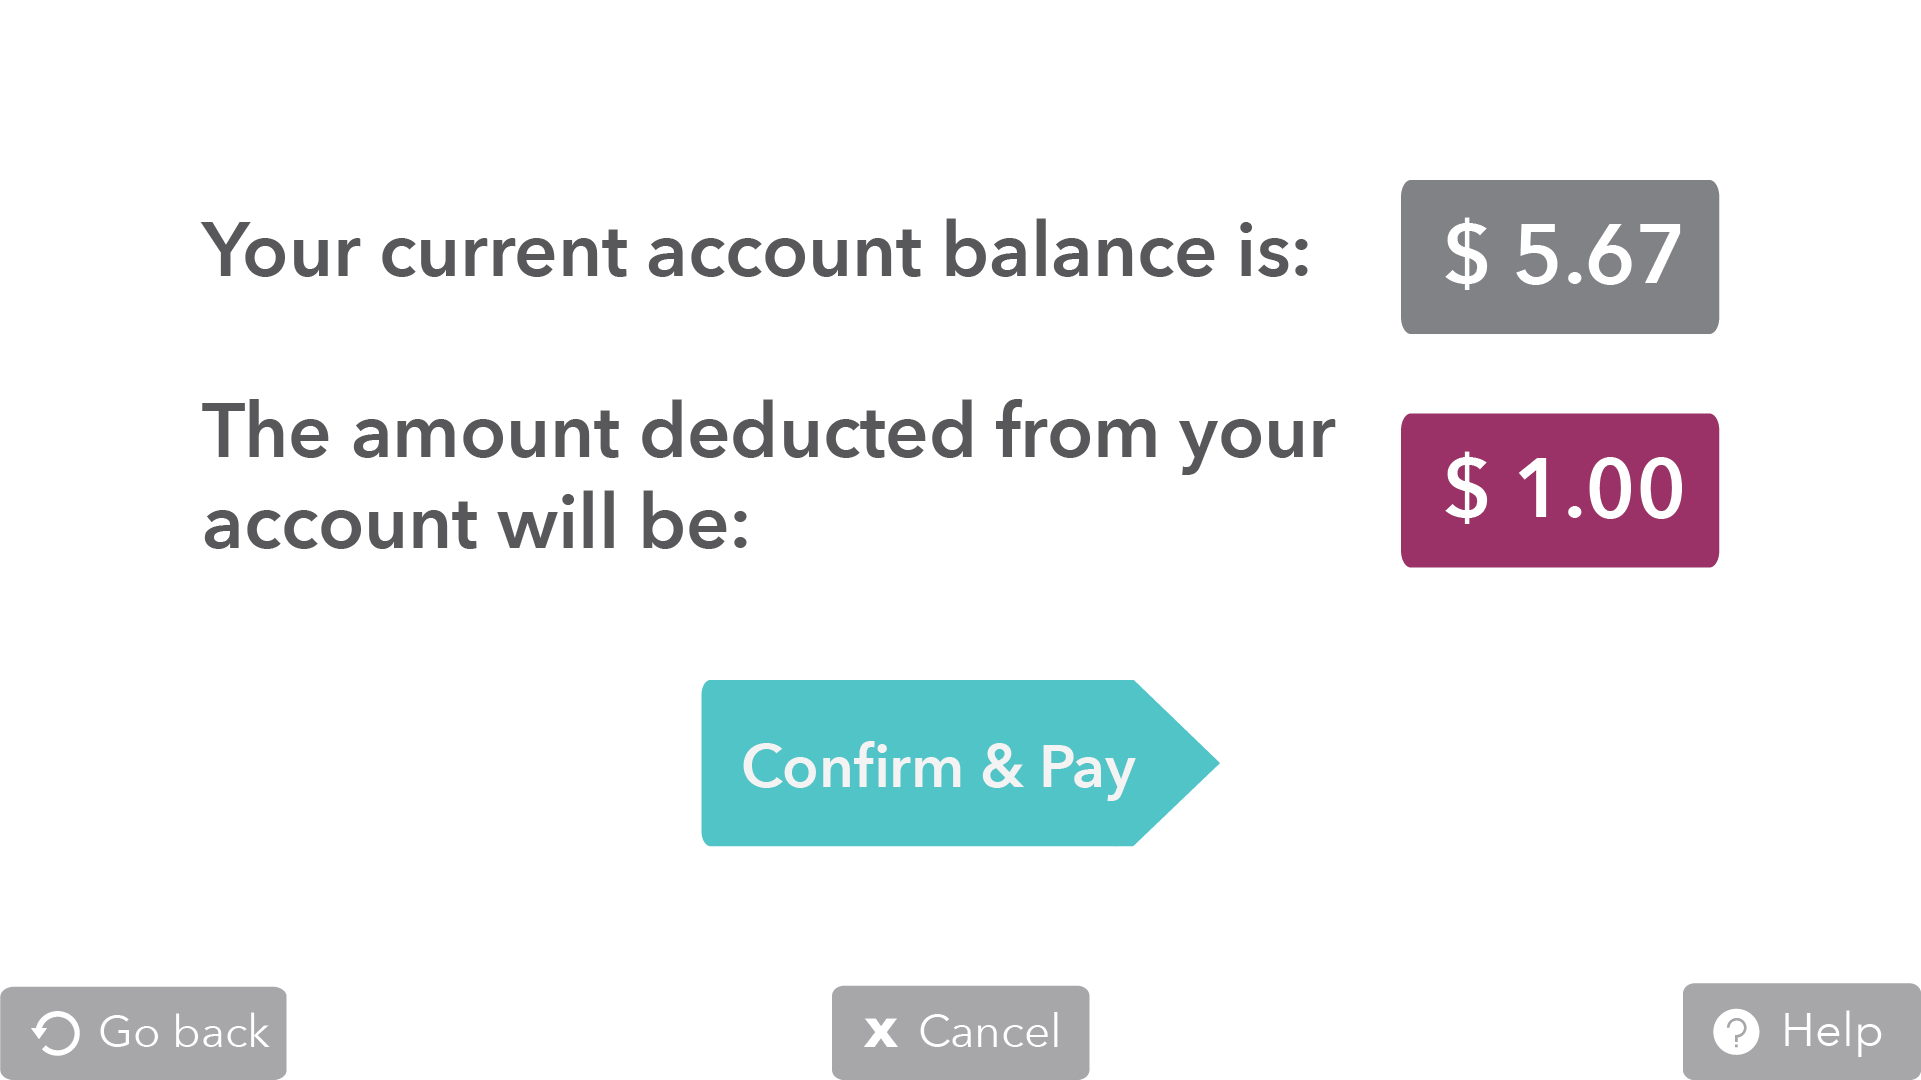 Your current account balance is:
$ 5.67
The amount deducted from your
account will be:
$ 1.00
Confirm & Pay
Go back
x Cancel
? Help